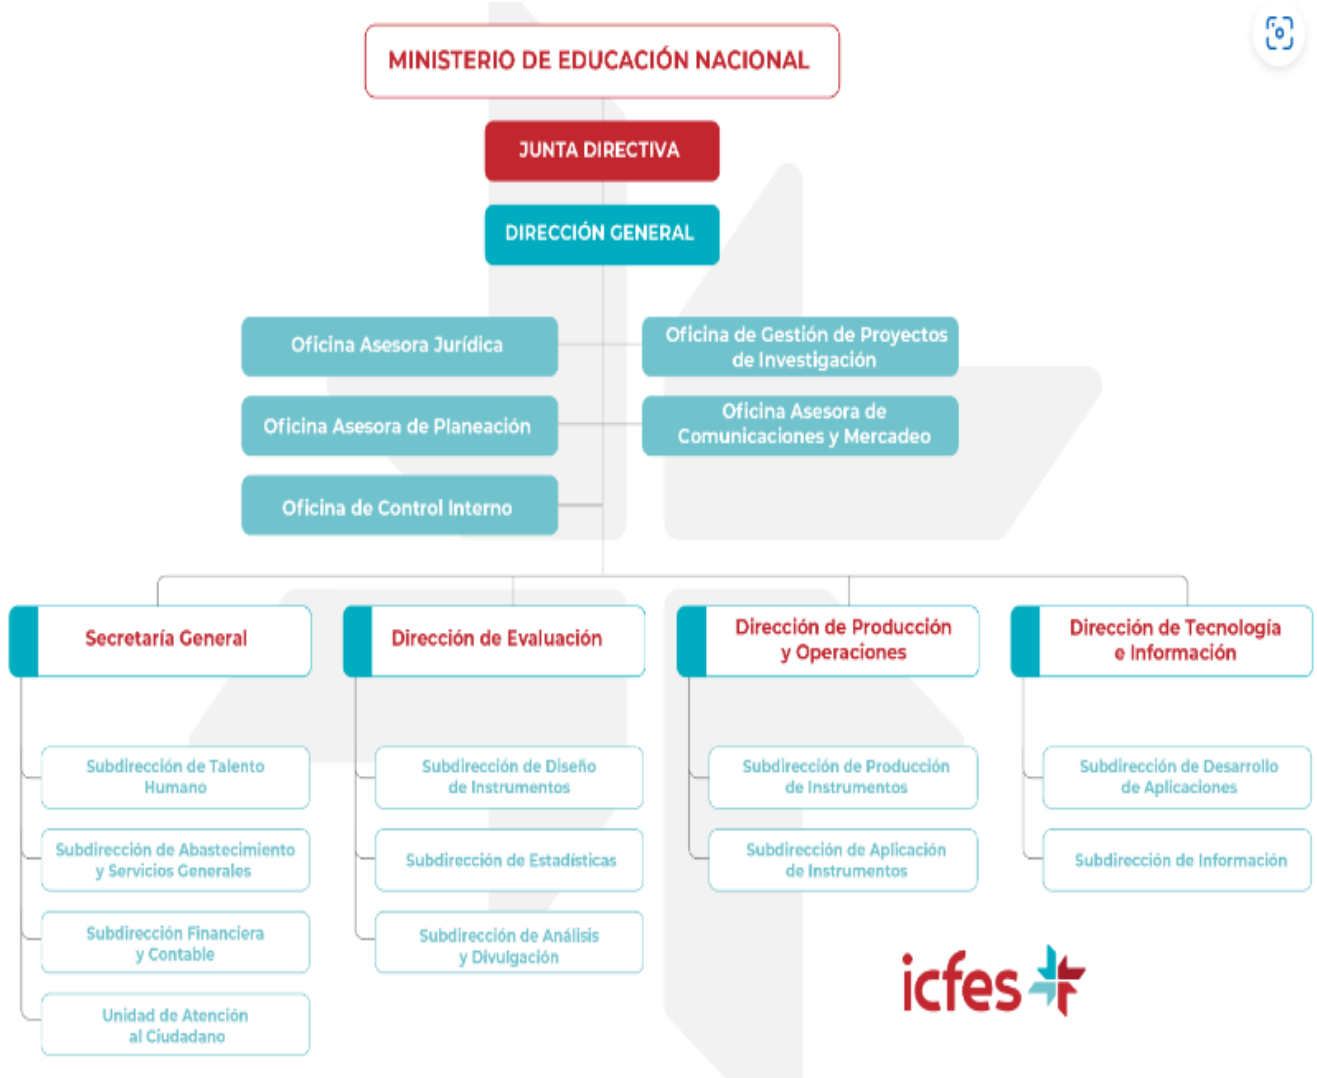 MINISTERIO DE EDUCACIÓN NACIONAL
JUNTA DIRECTIVA
DIRECCIÓN GENERAL
Oficina Asesora Jurídica
Oficina de Gestión de Proyectos
de Investigación
Oficina Asesora de Planeación
Oficina Asesora de
Comunicaciones y Mercadeo
Oficina de Control Interno
Secretaría General
Subdirección de Talento
Humano
Subdirección de Abastecimiento
y Servicios Generales
Subdirección Financiera
y Contable
Unidad de Atención
al Ciudadano
Dirección de Evaluación
Subdirección de Diseño
de Instrumentos
Subdirección de Estadísticas
Subdirección de Análisis
y Divulgación
Dirección de Producción
y Operaciones
Subdirección de Producción
de Instrumentos
Subdirección de Aplicación
de Instrumentos
Dirección de Tecnología
e Información
Subdirección de Desarrollo
de Aplicaciones
Subdirección de Información
icfes